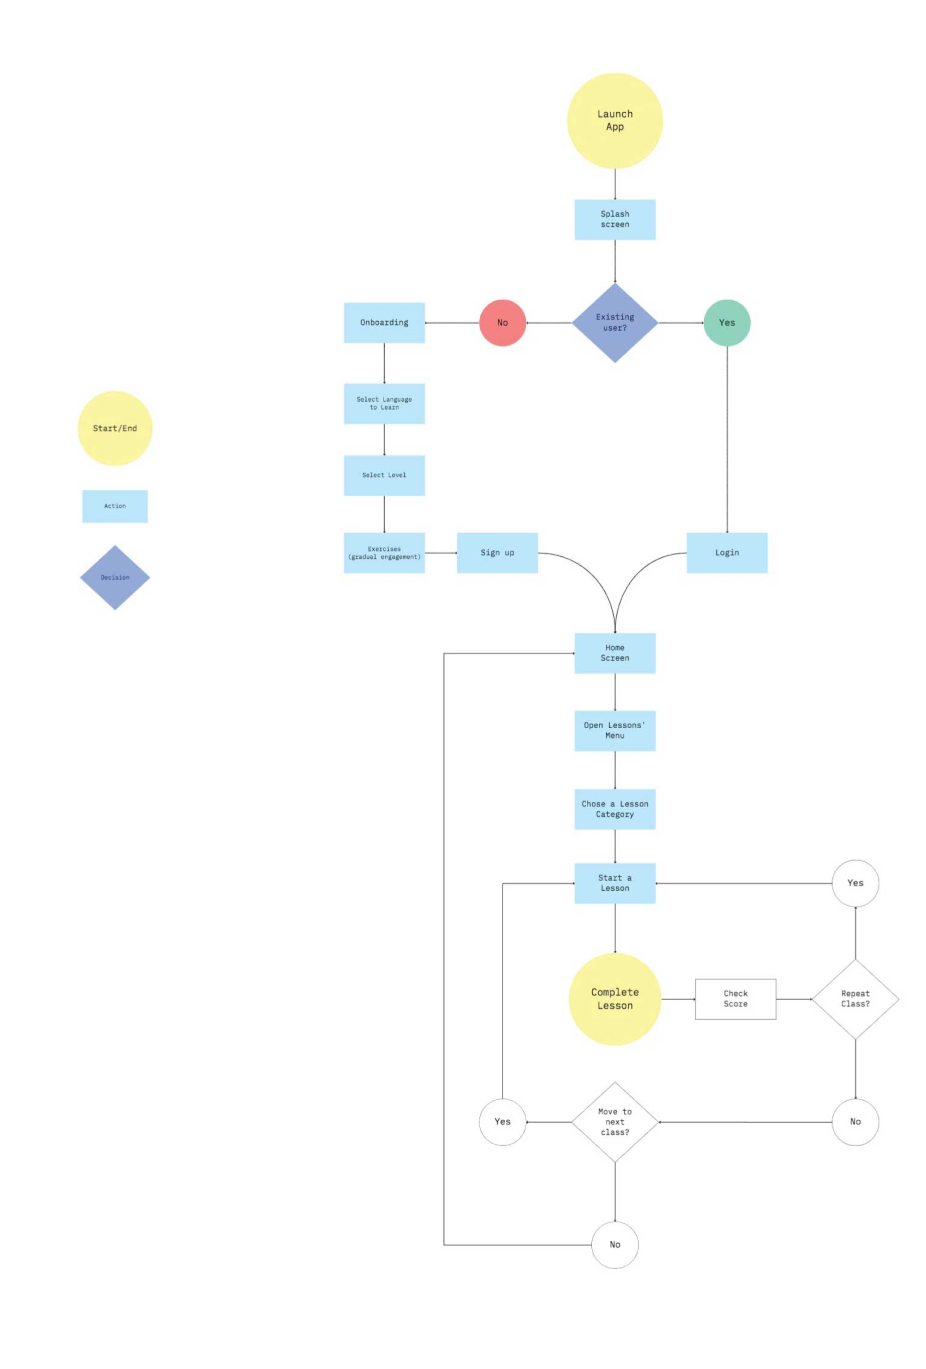 Launch
App
Splash
screen
Existing
user?
No
Yes
Onboarding
Select Language
to Learn
Select Level
Exercises
(gradual engagement)
Sign up
Login
Start/End
Action
Decision
Home
Screen
Open Lessons'
Menu
Chose a Lesson
Category
Start a
Lesson
Yes
Complete
Lesson
Check
Score
Repeat
Class?
Yes
Move to
next
class?
No
No